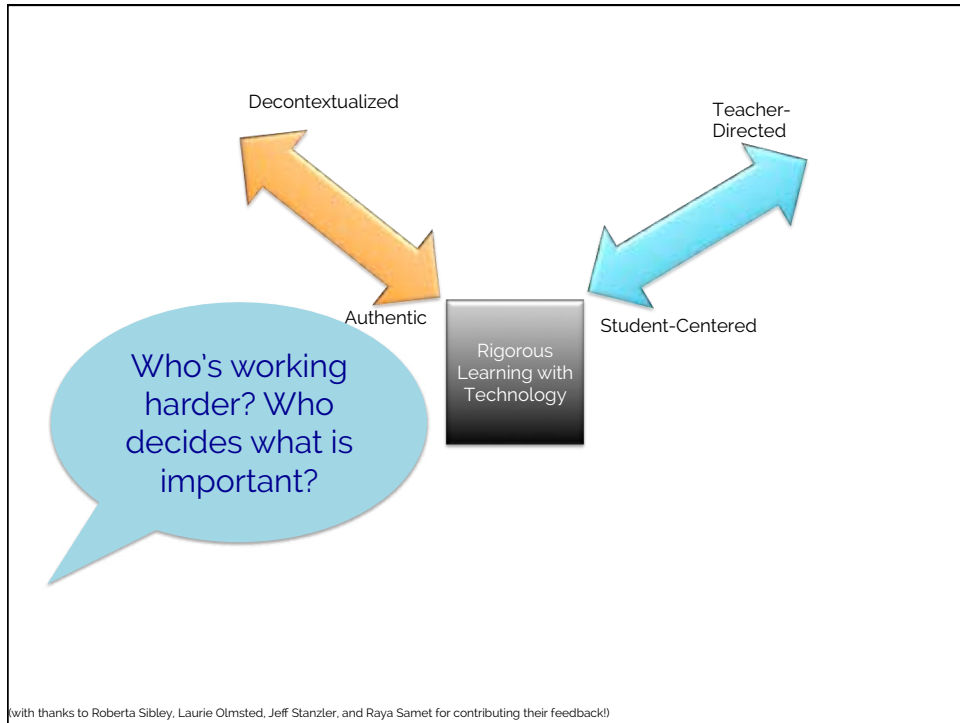 Decontextualized
Teacher-
Directed
Authentic
Student-Centered
Rigorous
Learning with
Technology
Who's working
harder? Who
decides what is
important?
(with thanks to Roberta Sibley, Laurie Olmsted, Jeff Stanzler, and Raya Samet for contributing their feedback!)